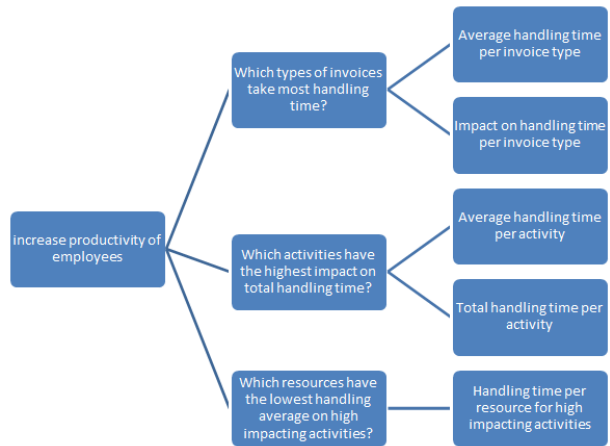 increase productivity of
employees
Which types of invoices
take most handling
time?
Average handling time
per invoice type
Impact on handling time
per invoice type
Which activities have
the highest impact on
total handling time?
Average handling time
per activity
Total handling time per
activity
Which resources have
the lowest handling
average on high
impacting activities?
Handling time per
resource for high
impacting activities